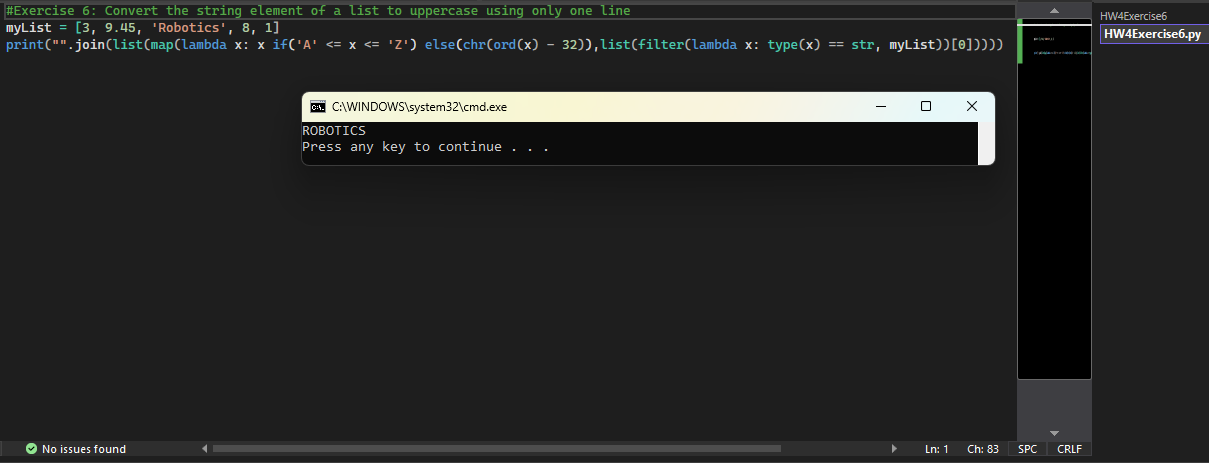 #Exercise 6: Convert the string element of a list to uppercase using only one line
myList = [3, 9.45, 'Robotics', 8, 1]
print("".join(list(map(lambda x: x if('A' <= x <= 'Z') else(chr(ord(x) - 32)),list(filter(lambda x: type(x) == str, myList))[0]))))
HW4Exercise6
HW4Exercise6.py
C:\WINDOWS\system32\cmd.exe
ROBOTICS
Press any key to continue . . .
No issues found
Ln: 1
Ch: 83
SPC
CRLF